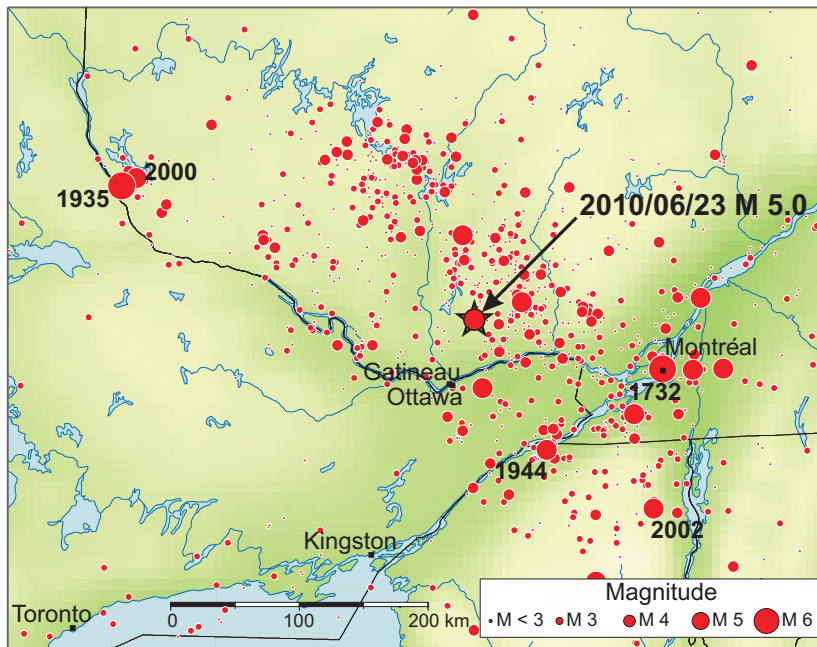 2000
1935
2010/06/23 M 5.0
Montréal
Gatineau
Ottawa
1732
1944
2002
Kingston
Toronto
0 100 200 km
Magnitude
M < 3 M 3 M 4 M 5 M 6